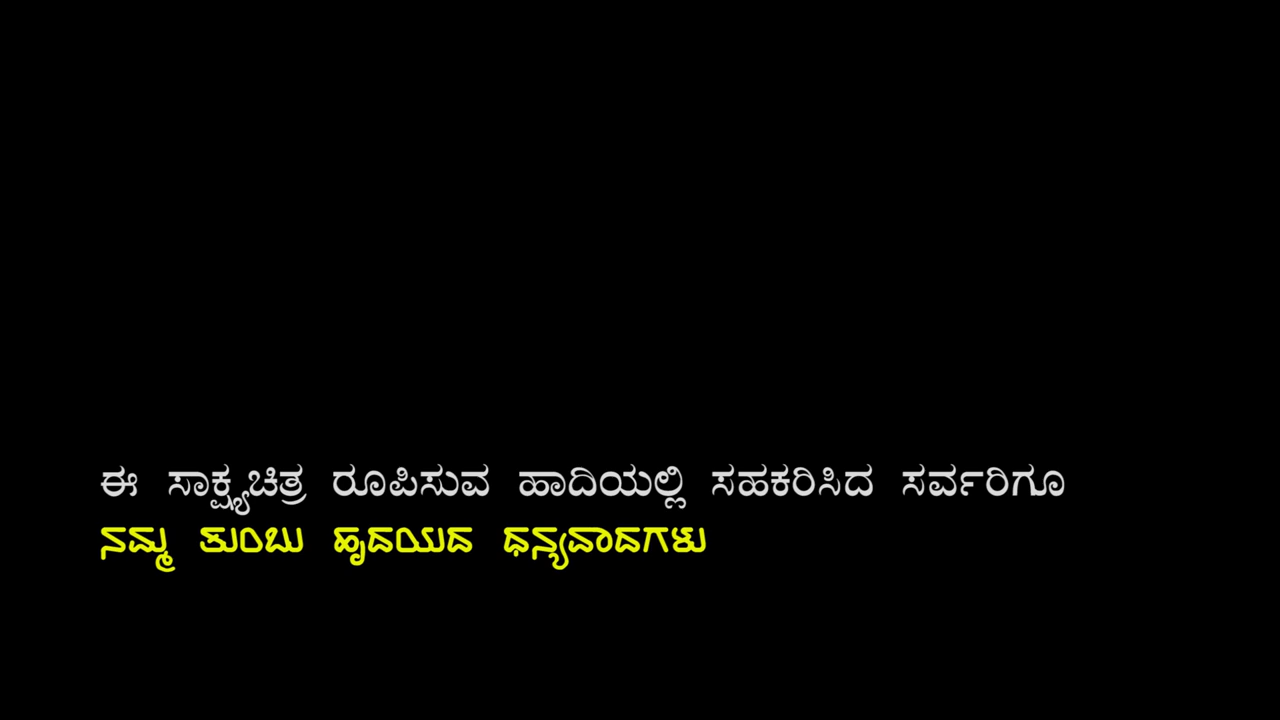 ಈ ಸಾಕ್ಷ್ಯಚಿತ್ರ ರೂಪಿಸುವ ಹಾದಿಯಲ್ಲಿ ಸಹಕರಿಸಿದ ಸರ್ವರಿಗೂ
ನಮ್ಮ ತುಂಬು ಹೃದಯದ ಧನ್ಯವಾದಗಳು